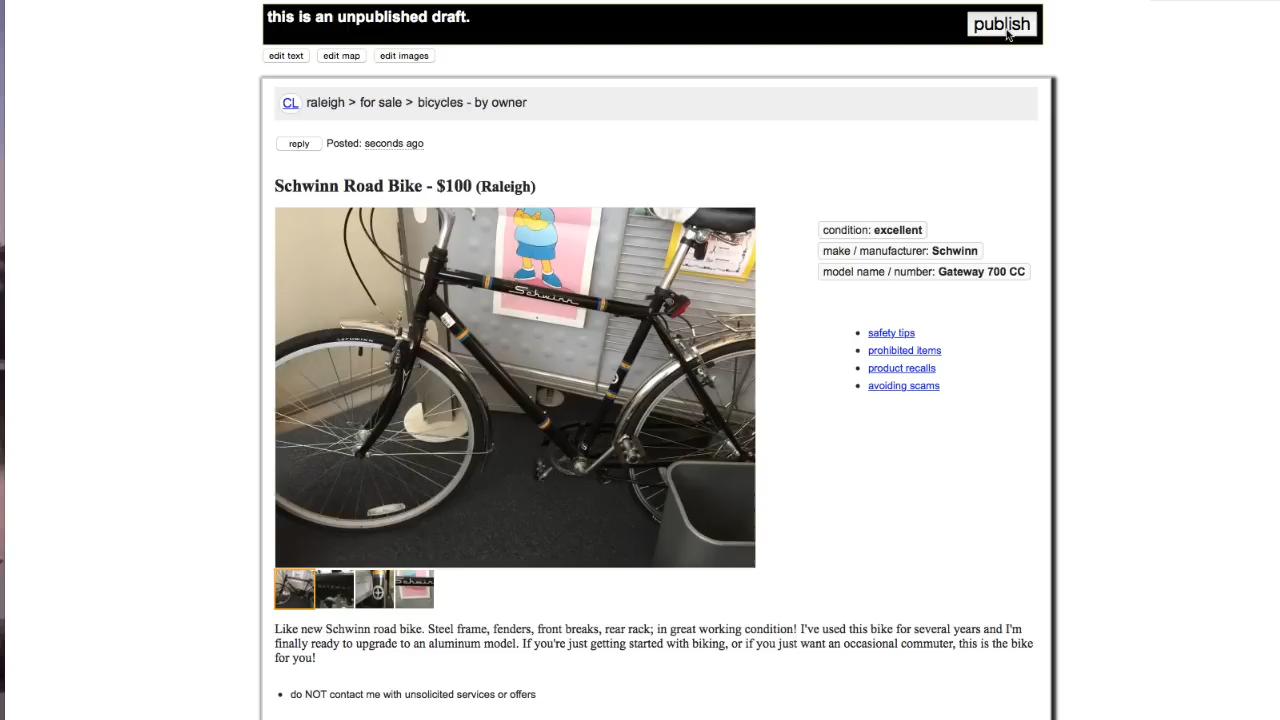 this is an unpublished draft.
publish
edit text
edit map
edit images
CL raleigh > for sale > bicycles - by owner
reply
Posted: seconds ago
Schwinn Road Bike - $100 (Raleigh)
Schwinn
condition: excellent
make / manufacturer: Schwinn
model name / number: Gateway 700 CC
safety tips
prohibited items
product recalls
avoiding scams
Like new Schwinn road bike. Steel frame, fenders, front breaks, rear rack; in great working condition! I've used this bike for several years and I'm
finally ready to upgrade to an aluminum model. If you're just getting started with biking, or if you just want an occasional commuter, this is the bike
for you!
do NOT contact me with unsolicited services or offers